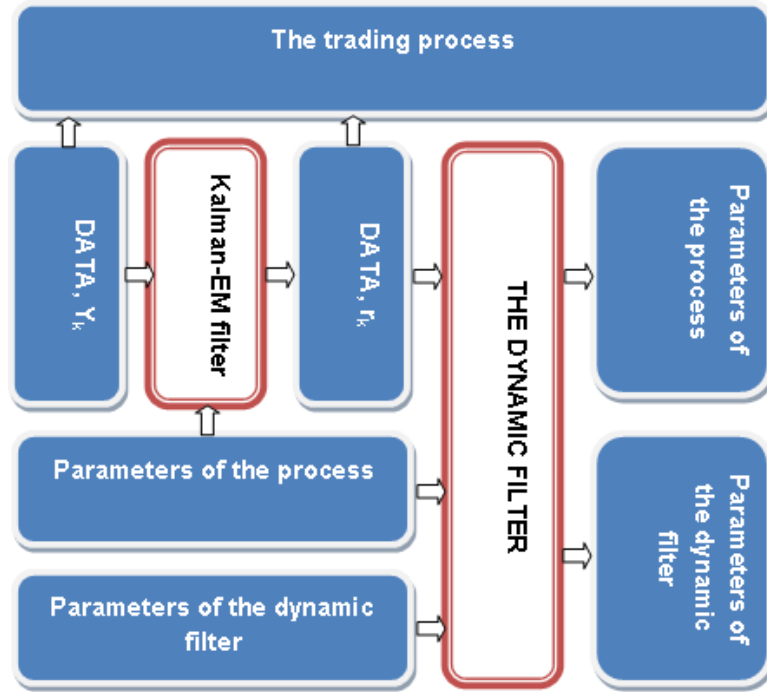 The trading process
DATA, Yk
Kalman-EM filter
DATA, rk
THE DYNAMIC FILTER
Parameters of
the process
Parameters of the process
Parameters of the dynamic
filter
Parameters of
the dynamic
filter